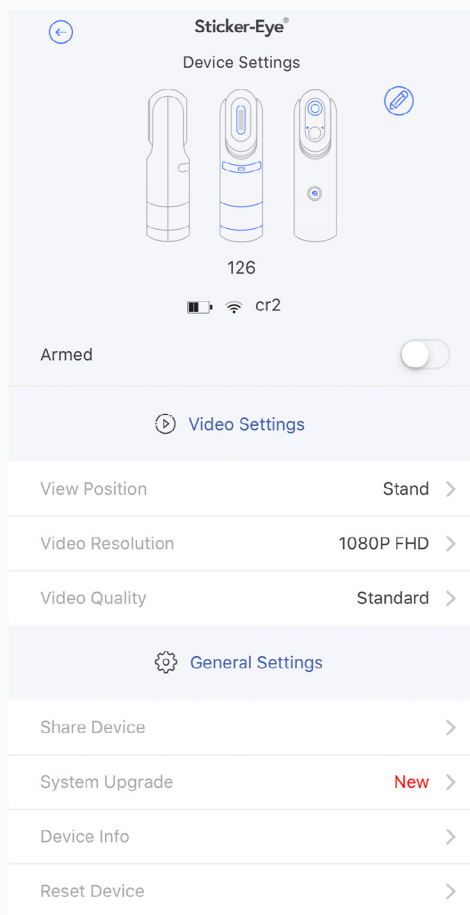 Sticker-Eye®
Device Settings
126
cr2
Armed
Video Settings
View Position Stand
Video Resolution 1080P FHD
Video Quality Standard
General Settings
Share Device
System Upgrade New
Device Info
Reset Device